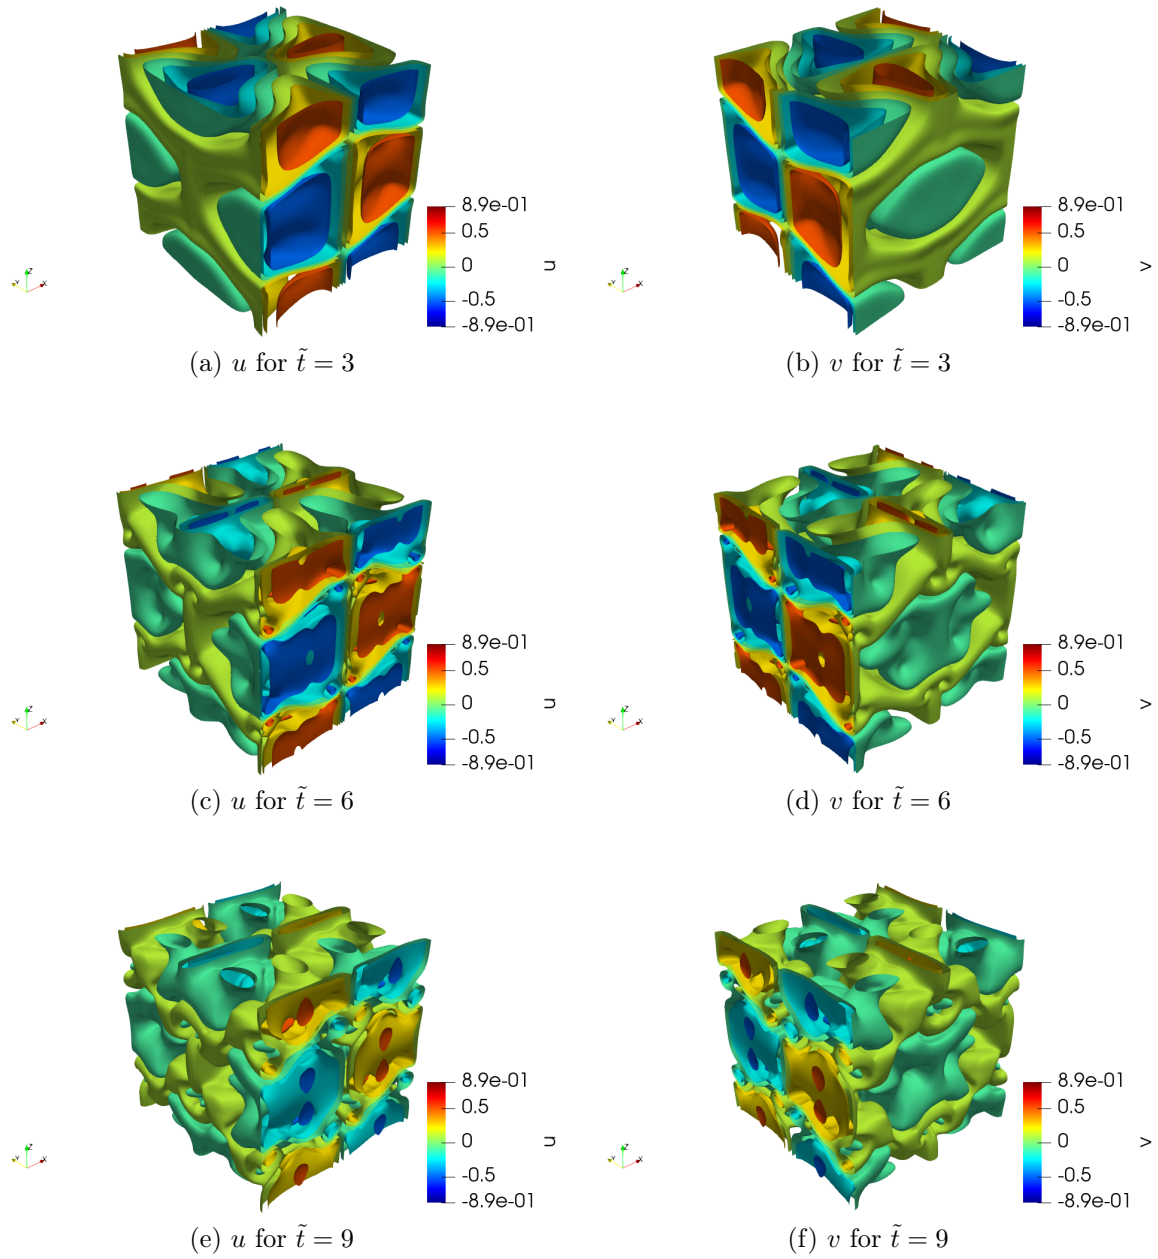 8.9e-01
0.5
0
-0.5
-8.9e-01
u
Z
Y
X
8.9e-01
0.5
0
-0.5
-8.9e-01
v
Z
Y
X
(a) u for t̃ = 3
(b) v for t̃ = 3
8.9e-01
0.5
0
-0.5
-8.9e-01
u
Z
Y
X
8.9e-01
0.5
0
-0.5
-8.9e-01
v
Z
Y
X
(c) u for t̃ = 6
(d) v for t̃ = 6
8.9e-01
0.5
0
-0.5
-8.9e-01
u
Z
Y
X
8.9e-01
0.5
0
-0.5
-8.9e-01
v
Z
Y
X
(e) u for t̃ = 9
(f) v for t̃ = 9